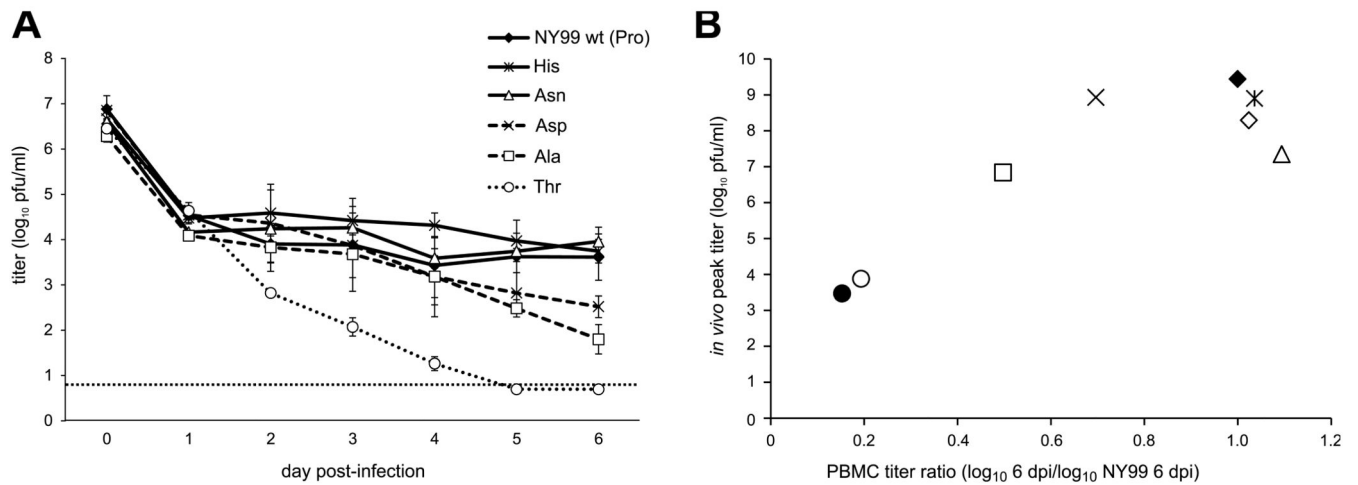 A
NY99 wt (Pro)
His
Asn
Asp
Ala
Thr
8
7
6
5
4
3
2
1
0
titer (log₁₀ pfu/ml)
0 1 2 3 4 5 6
day post-infection
B
10
9
8
7
6
5
4
3
2
1
0
in vivo peak titer (log₁₀ pfu/ml)
0 0.2 0.4 0.6 0.8 1.0 1.2
PBMC titer ratio (log₁₀ 6 dpi/log₁₀ NY99 6 dpi)